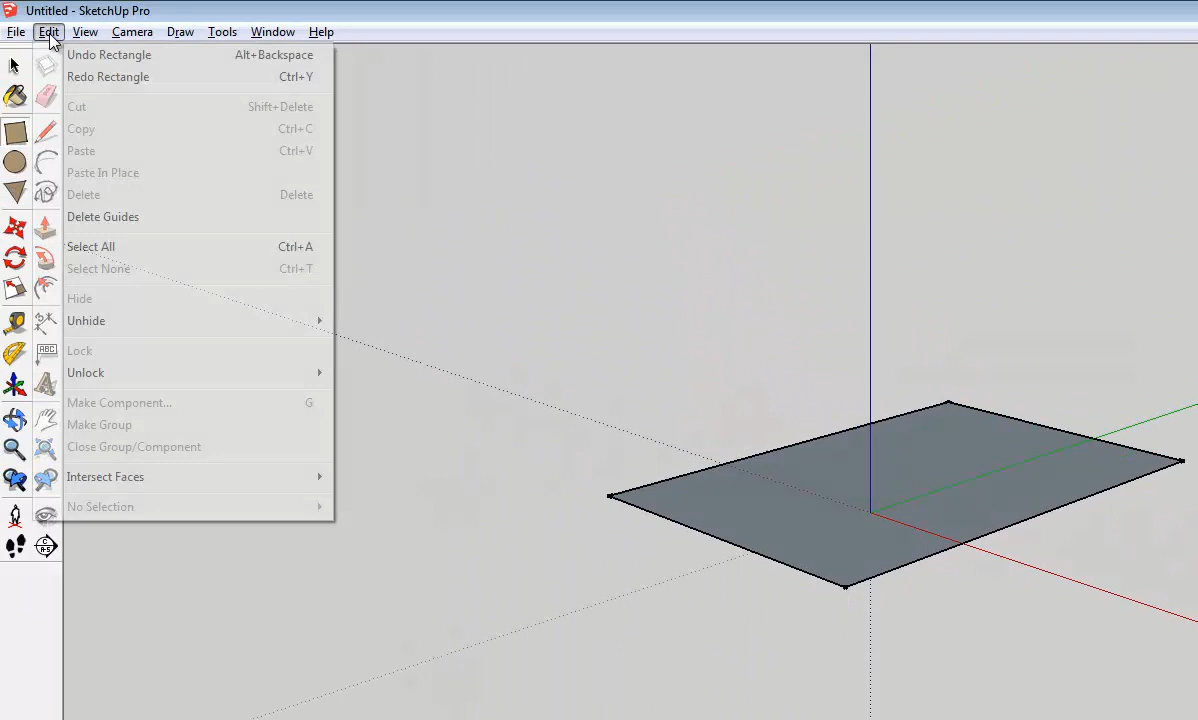 Untitled - SketchUp Pro
File Edit View Camera Draw Tools Window Help
Undo Rectangle Alt+Backspace
Redo Rectangle Ctrl+Y
Cut Shift+Delete
Copy Ctrl+C
Paste Ctrl+V
Paste In Place
Delete Delete
Delete Guides
Select All Ctrl+A
Select None Ctrl+T
Hide
Unhide
Lock
Unlock
Make Component... G
Make Group
Close Group/Component
Intersect Faces
No Selection
ABC